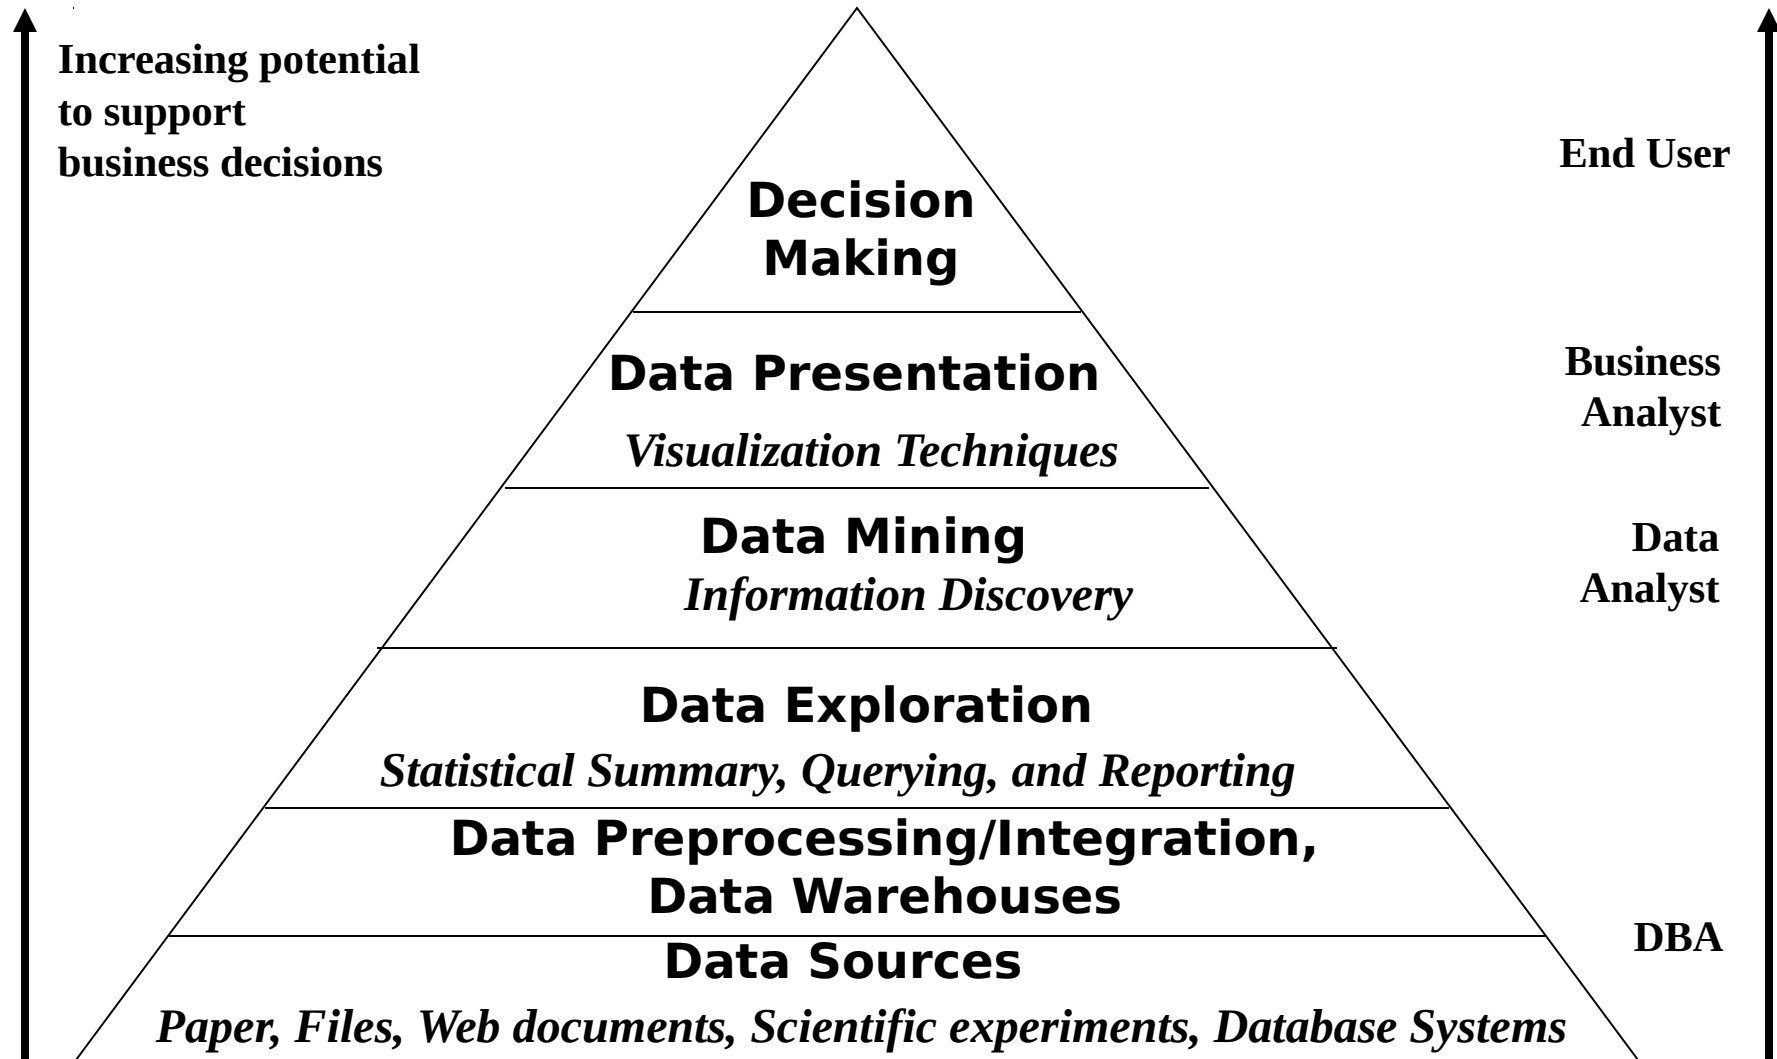 Increasing potential
to support
business decisions
End User
Decision
Making
Business
Analyst
Data Presentation
Visualization Techniques
Data
Analyst
Data Mining
Information Discovery
Data Exploration
Statistical Summary, Querying, and Reporting
Data Preprocessing/Integration,
Data Warehouses
DBA
Data Sources
Paper, Files, Web documents, Scientific experiments, Database Systems